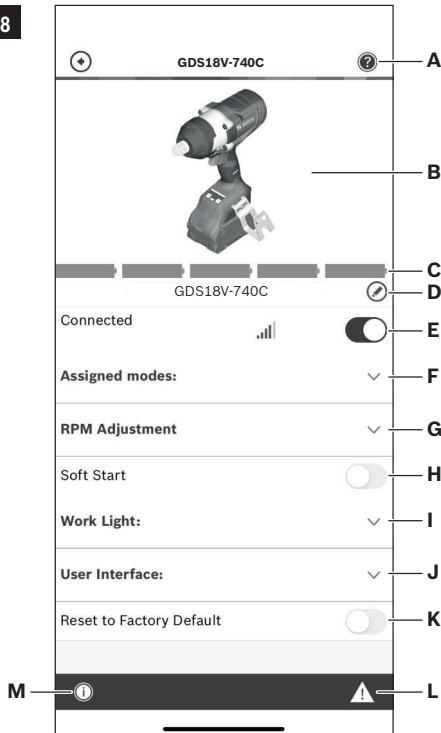 8
GDS18V-740C
A
B
C
GDS18V-740C
D
Connected
E
Assigned modes:
F
RPM Adjustment
G
Soft Start
H
Work Light:
I
User Interface:
J
Reset to Factory Default
K
M
L